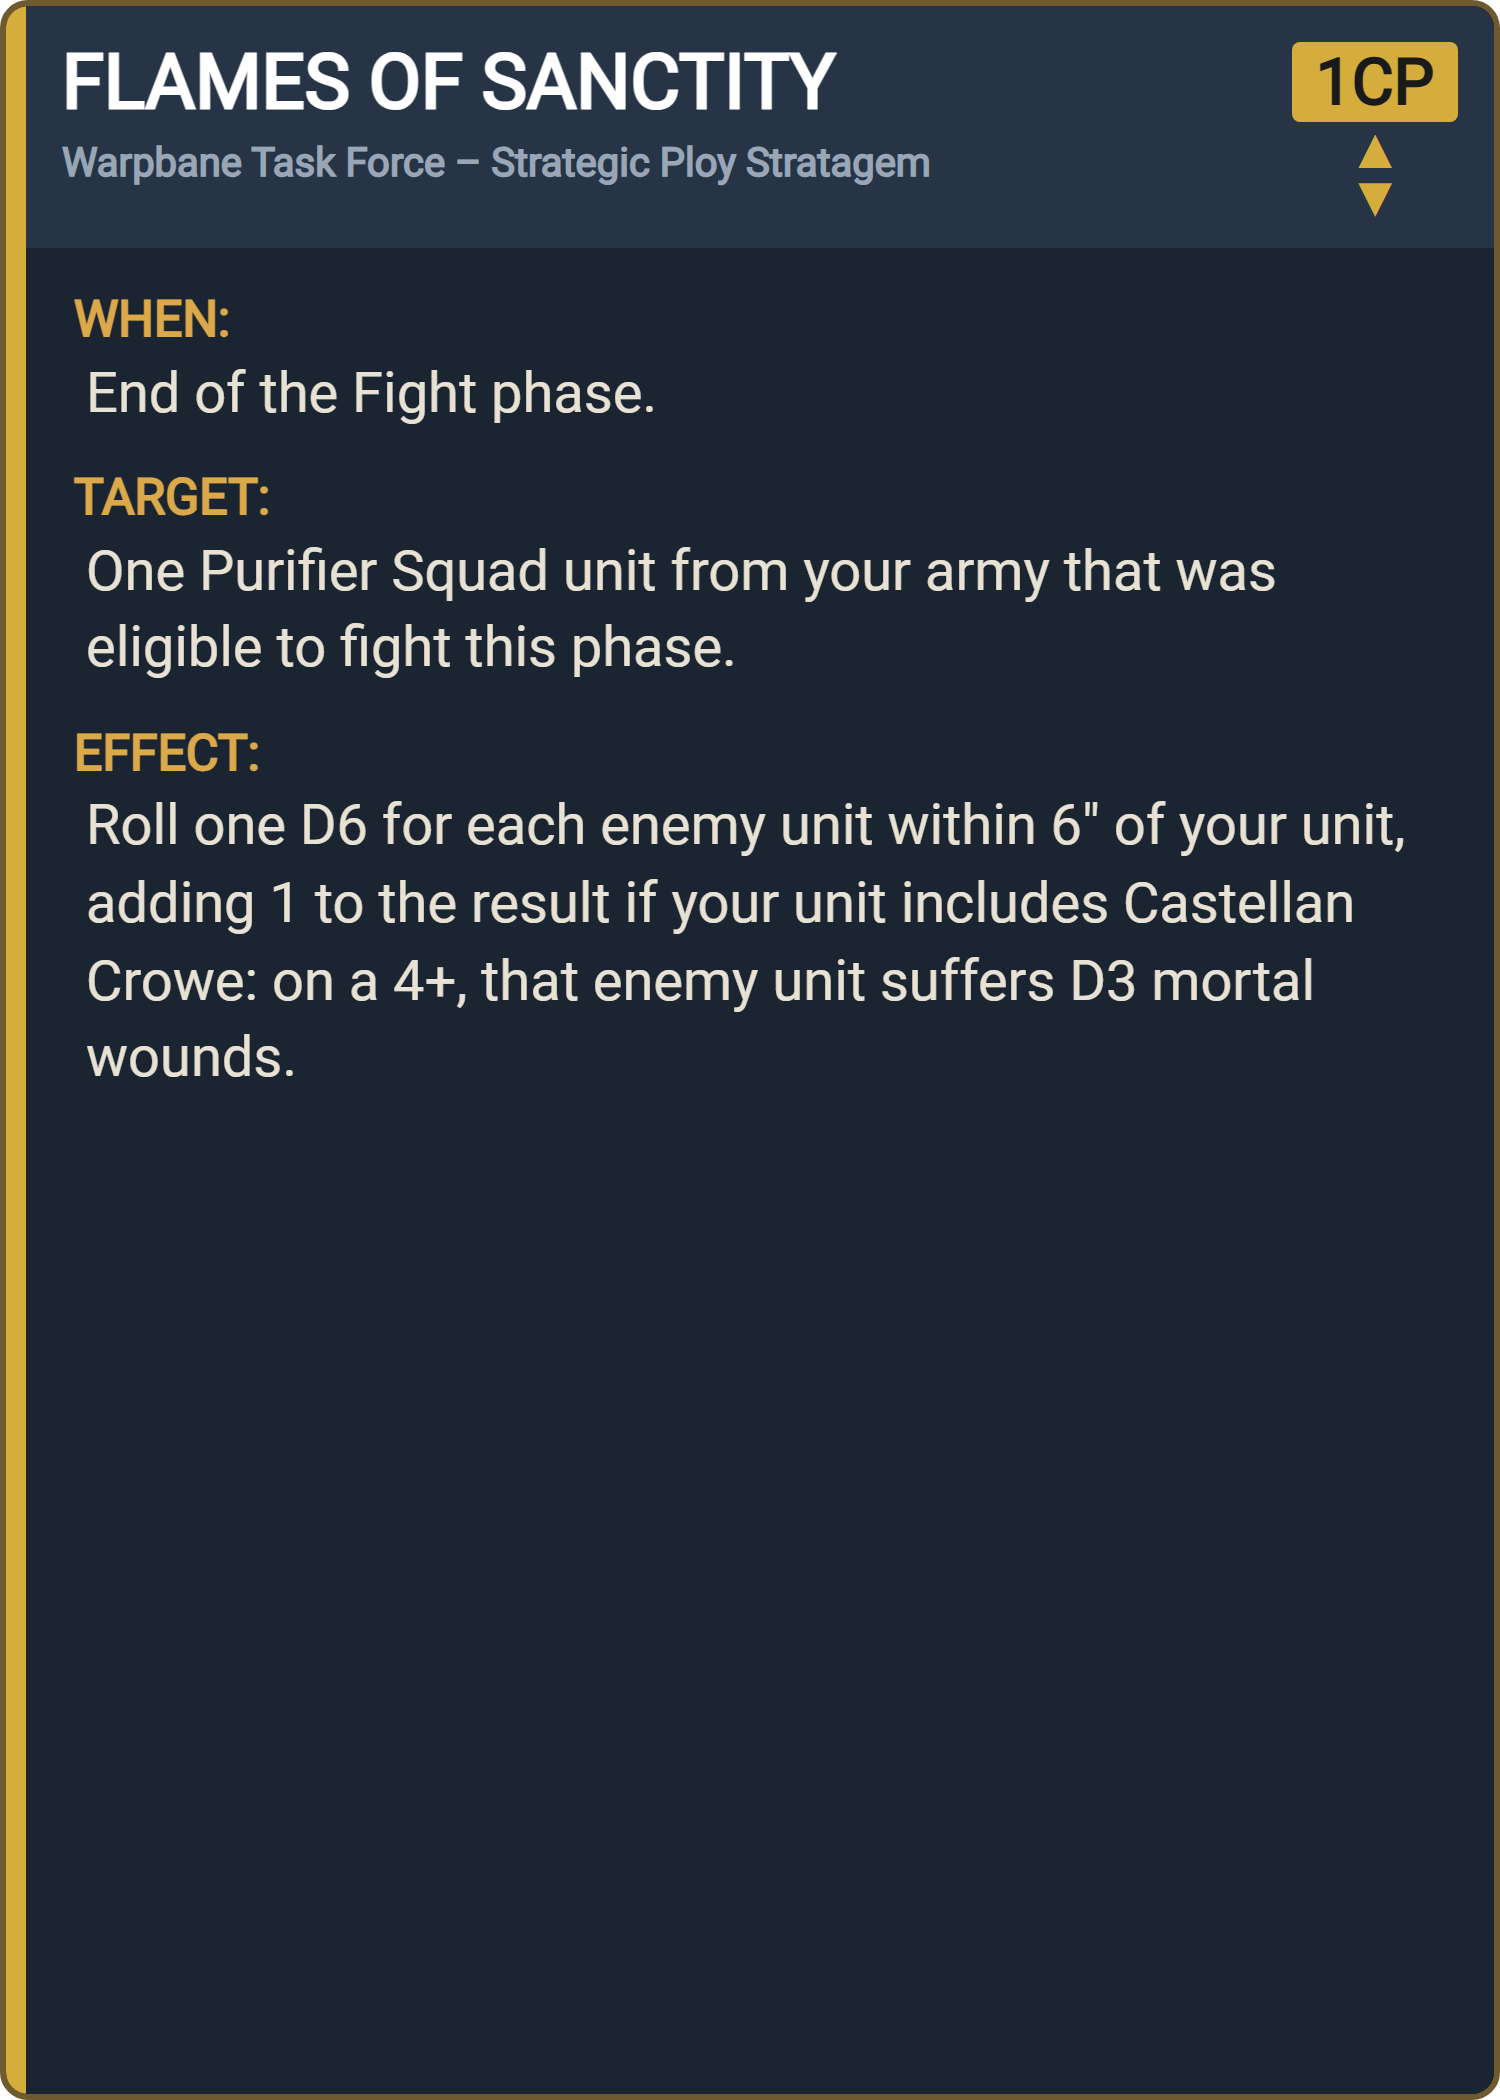 FLAMES OF SANCTITY
1CP
Warpbane Task Force – Strategic Ploy Stratagem
WHEN:
End of the Fight phase.
TARGET:
One Purifier Squad unit from your army that was
eligible to fight this phase.
EFFECT:
Roll one D6 for each enemy unit within 6" of your unit,
adding 1 to the result if your unit includes Castellan
Crowe: on a 4+, that enemy unit suffers D3 mortal
wounds.